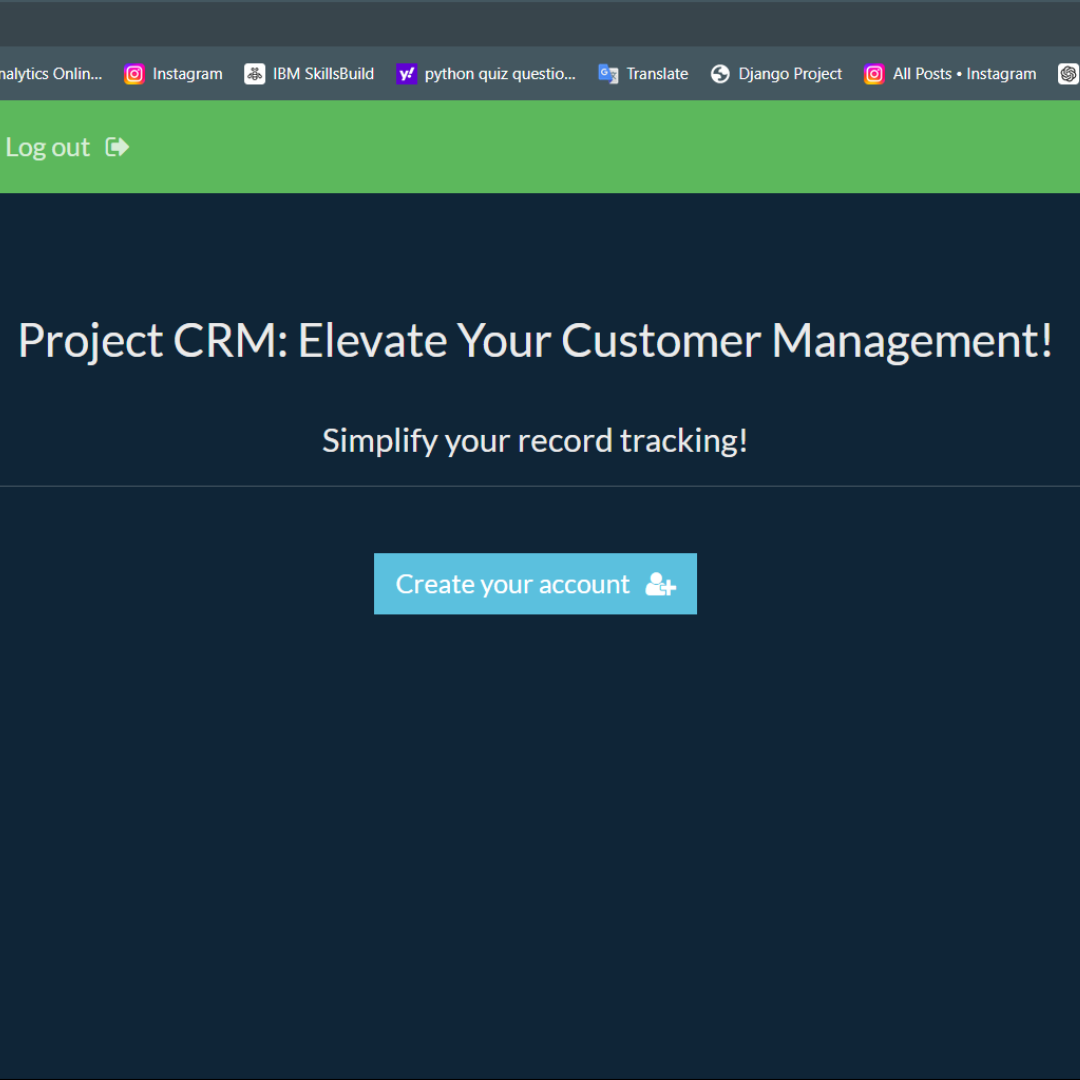 nalytics Onlin... Instagram IBM SkillsBuild python quiz questio... Translate Django Project All Posts • Instagram
Log out
Project CRM: Elevate Your Customer Management!
Simplify your record tracking!
Create your account